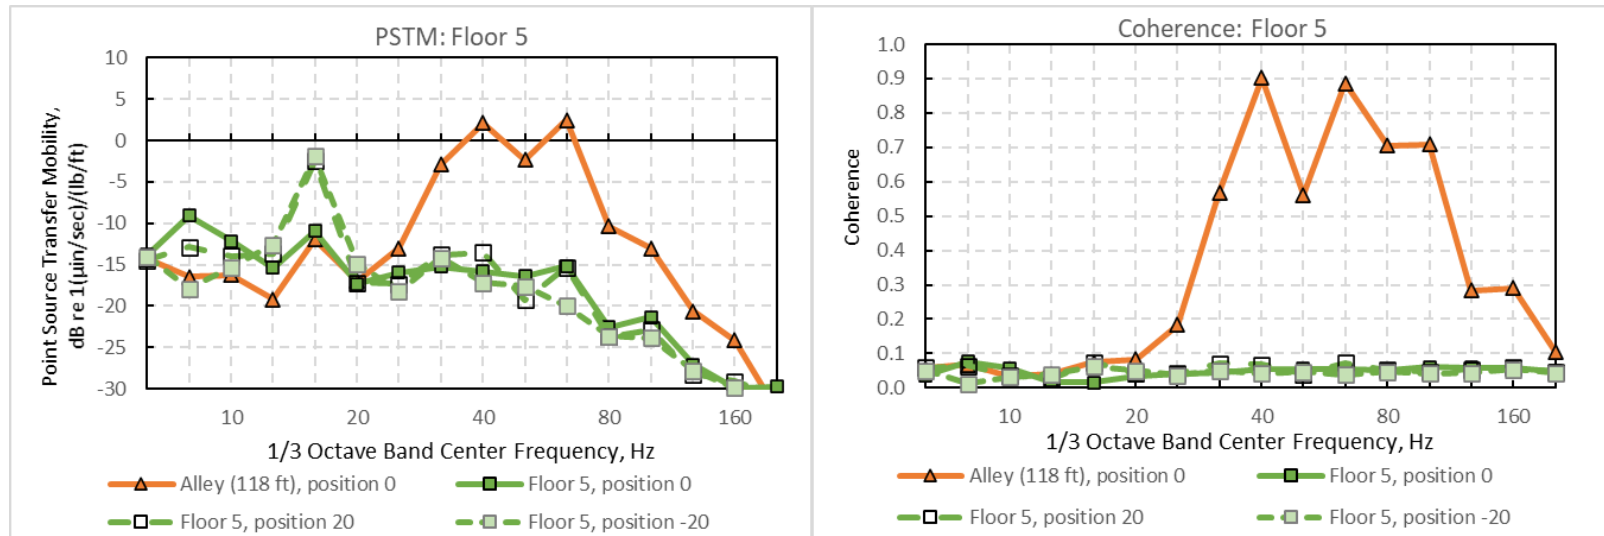 PSTM: Floor 5
Point Source Transfer Mobility,
dB re 1(µin/sec)/(lb/ft)
10
5
0
-5
-10
-15
-20
-25
-30
10 20 40 80 160
1/3 Octave Band Center Frequency, Hz
Alley (118 ft), position 0
Floor 5, position 0
Floor 5, position 20
Floor 5, position -20
Coherence: Floor 5
Coherence
1.0
0.9
0.8
0.7
0.6
0.5
0.4
0.3
0.2
0.1
0.0
10 20 40 80 160
1/3 Octave Band Center Frequency, Hz
Alley (118 ft), position 0
Floor 5, position 0
Floor 5, position 20
Floor 5, position -20